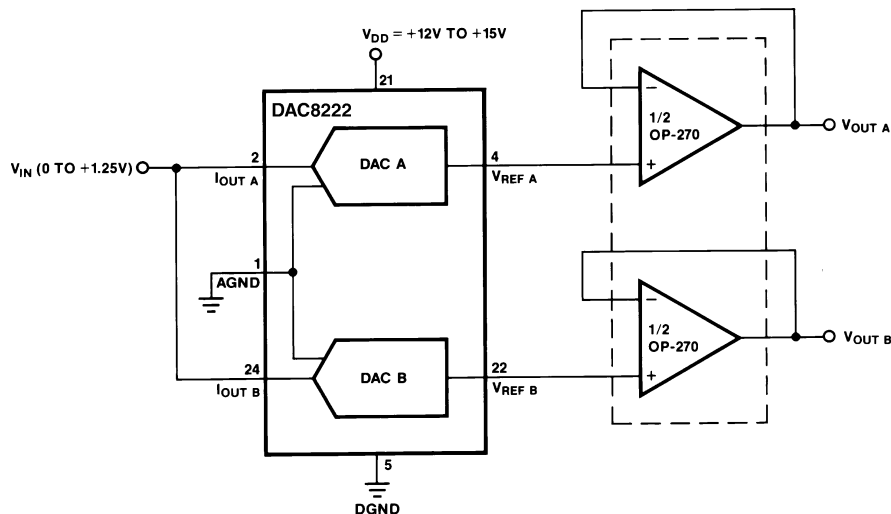 V_DD = +12V TO +15V
21
DAC8222
DAC A
2
I_OUT A
4
V_REF A
V_IN (0 TO +1.25V)
1
AGND
DAC B
24
I_OUT B
22
V_REF B
5
DGND
−
1/2
OP-270
+
V_OUT A
−
1/2
OP-270
+
V_OUT B